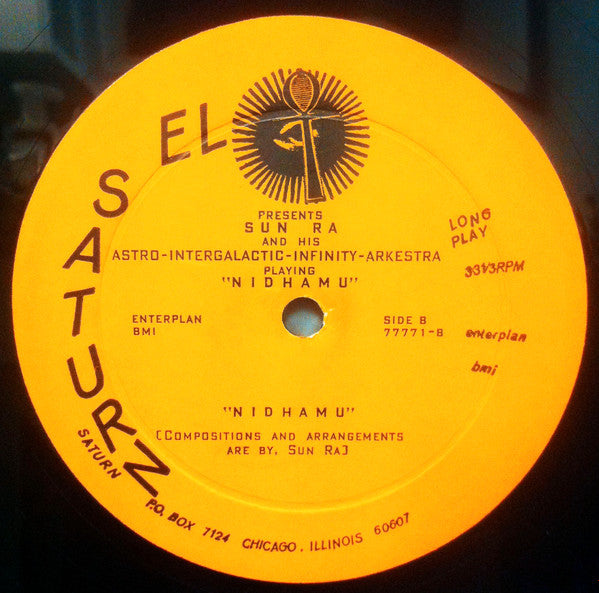 EL
SATURN
SATURN
PRESENTS
SUN RA
AND HIS
ASTRO-INTERGALACTIC-INFINITY-ARKESTRA
PLAYING
"NIDHAMU"
LONG
PLAY
33 1/3 RPM
ENTERPLAN
BMI
SIDE B
77771-B
enterplan
bmi
"NIDHAMU"
[COMPOSITIONS AND ARRANGEMENTS
ARE BY, SUN RA]
P.O. BOX 7124 CHICAGO, ILLINOIS 60607